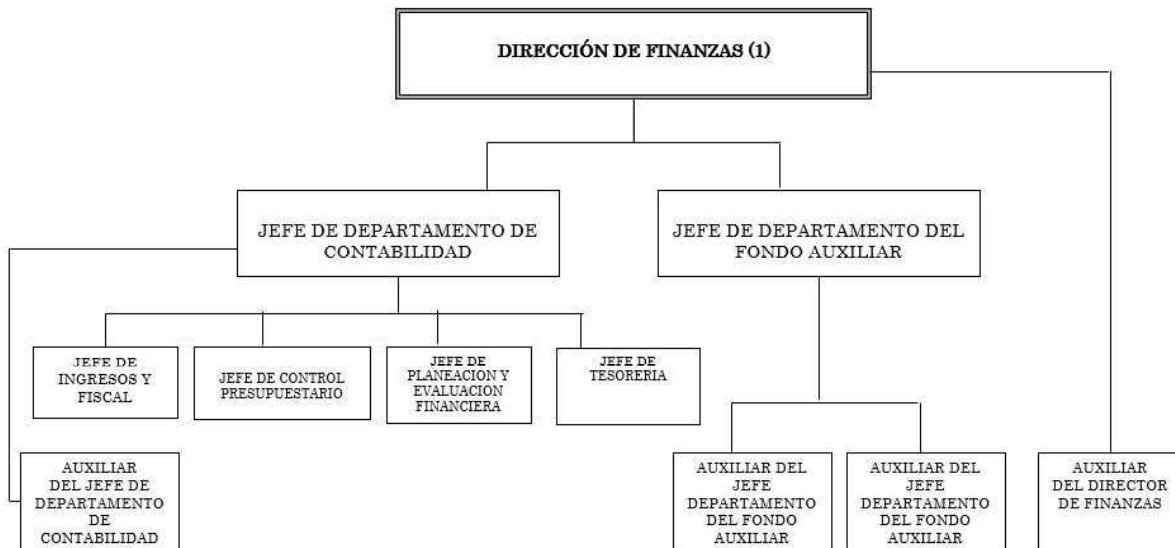 DIRECCIÓN DE FINANZAS (1)
JEFE DE DEPARTAMENTO DE
CONTABILIDAD
JEFE DE DEPARTAMENTO DEL
FONDO AUXILIAR
JEFE DE
INGRESOS Y
FISCAL
JEFE DE CONTROL
PRESUPUESTARIO
JEFE DE
PLANEACION Y
EVALUACION
FINANCIERA
JEFE DE
TESORERIA
AUXILIAR
DEL JEFE DE
DEPARTAMENTO
DE
CONTABILIDAD
AUXILIAR DEL
JEFE
DEPARTAMENTO
DEL FONDO
AUXILIAR
AUXILIAR DEL
JEFE
DEPARTAMENTO
DEL FONDO
AUXILIAR
AUXILIAR
DEL DIRECTOR
DE FINANZAS